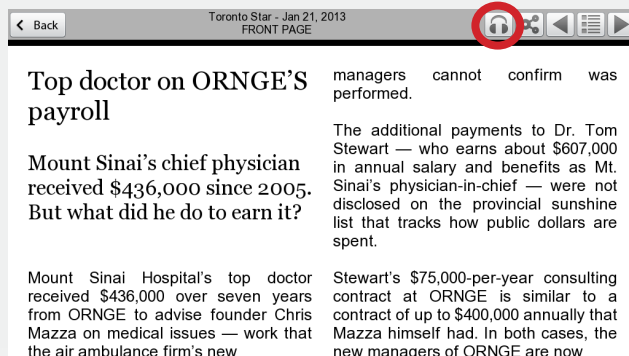 Back
Toronto Star - Jan 21, 2013
FRONT PAGE
Top doctor on ORNGE'S
payroll
Mount Sinai's chief physician
received $436,000 since 2005.
But what did he do to earn it?
Mount Sinai Hospital's top doctor
received $436,000 over seven years
from ORNGE to advise founder Chris
Mazza on medical issues — work that
the air ambulance firm's new
managers cannot confirm was
performed.
The additional payments to Dr. Tom
Stewart — who earns about $607,000
in annual salary and benefits as Mt.
Sinai's physician-in-chief — were not
disclosed on the provincial sunshine
list that tracks how public dollars are
spent.
Stewart's $75,000-per-year consulting
contract at ORNGE is similar to a
contract of up to $400,000 annually that
Mazza himself had. In both cases, the
new managers of ORNGE are now